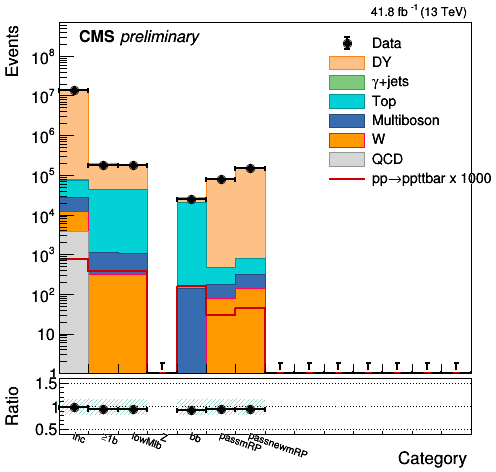 41.8 fb⁻¹ (13 TeV)
CMS preliminary
Events
10⁸
10⁷
10⁶
10⁵
10⁴
10³
10²
10
1
Data
DY
γ+jets
Top
Multiboson
W
QCD
pp→ppttbar x 1000
Ratio
1.5
1
0.5
inc
≥1b
lowMlb
Z
bb
passmRP
passnewmRP
Category